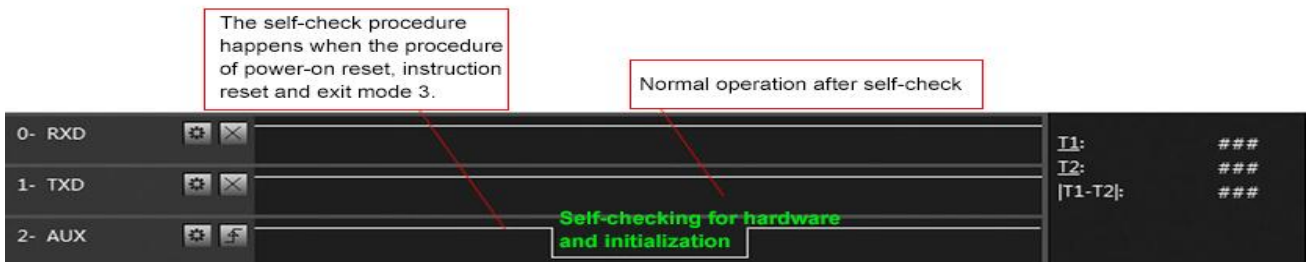 The self-check procedure
happens when the procedure
of power-on reset, instruction
reset and exit mode 3.
Normal operation after self-check
0- RXD
1- TXD
2- AUX
Self-checking for hardware
and initialization
T1: ###
T2: ###
|T1-T2|: ###